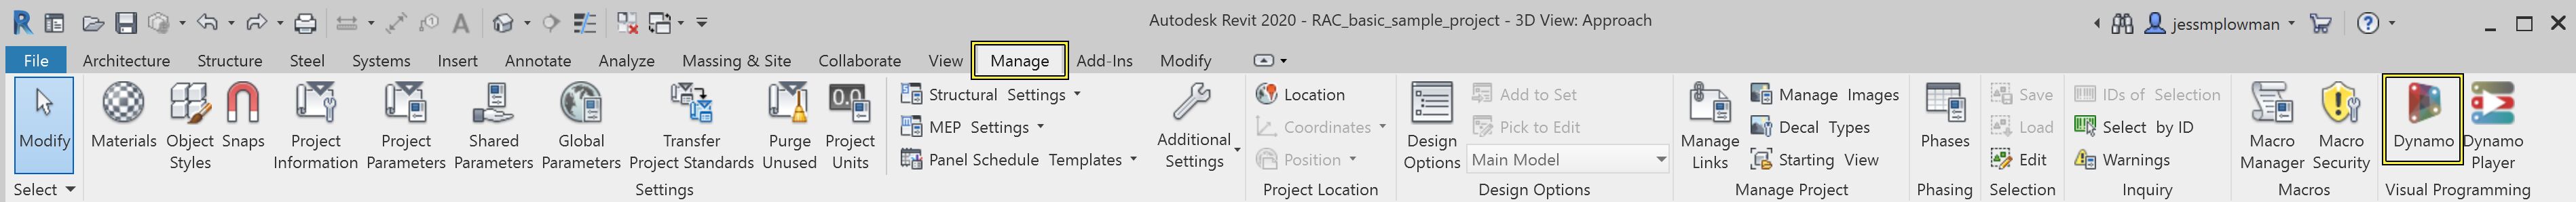 Autodesk Revit 2020 - RAC_basic_sample_project - 3D View: Approach
jessmplowman
File Architecture Structure Steel Systems Insert Annotate Analyze Massing & Site Collaborate View Manage Add-Ins Modify
Modify
Materials
Object
Styles
Snaps
Project
Information
Project
Parameters
Shared
Parameters
Global
Parameters
Transfer
Project Standards
Purge
Unused
0.0
Project
Units
Structural Settings
MEP Settings
Panel Schedule Templates
Additional
Settings
Location
Coordinates
Position
Design
Options
Add to Set
Pick to Edit
Main Model
Manage
Links
Manage Images
Decal Types
Starting View
Phases
Save
Load
Edit
IDs of Selection
Select by ID
Warnings
Macro
Manager
Macro
Security
Dynamo
Dynamo
Player
Select Settings Project Location Design Options Manage Project Phasing Selection Inquiry Macros Visual Programming